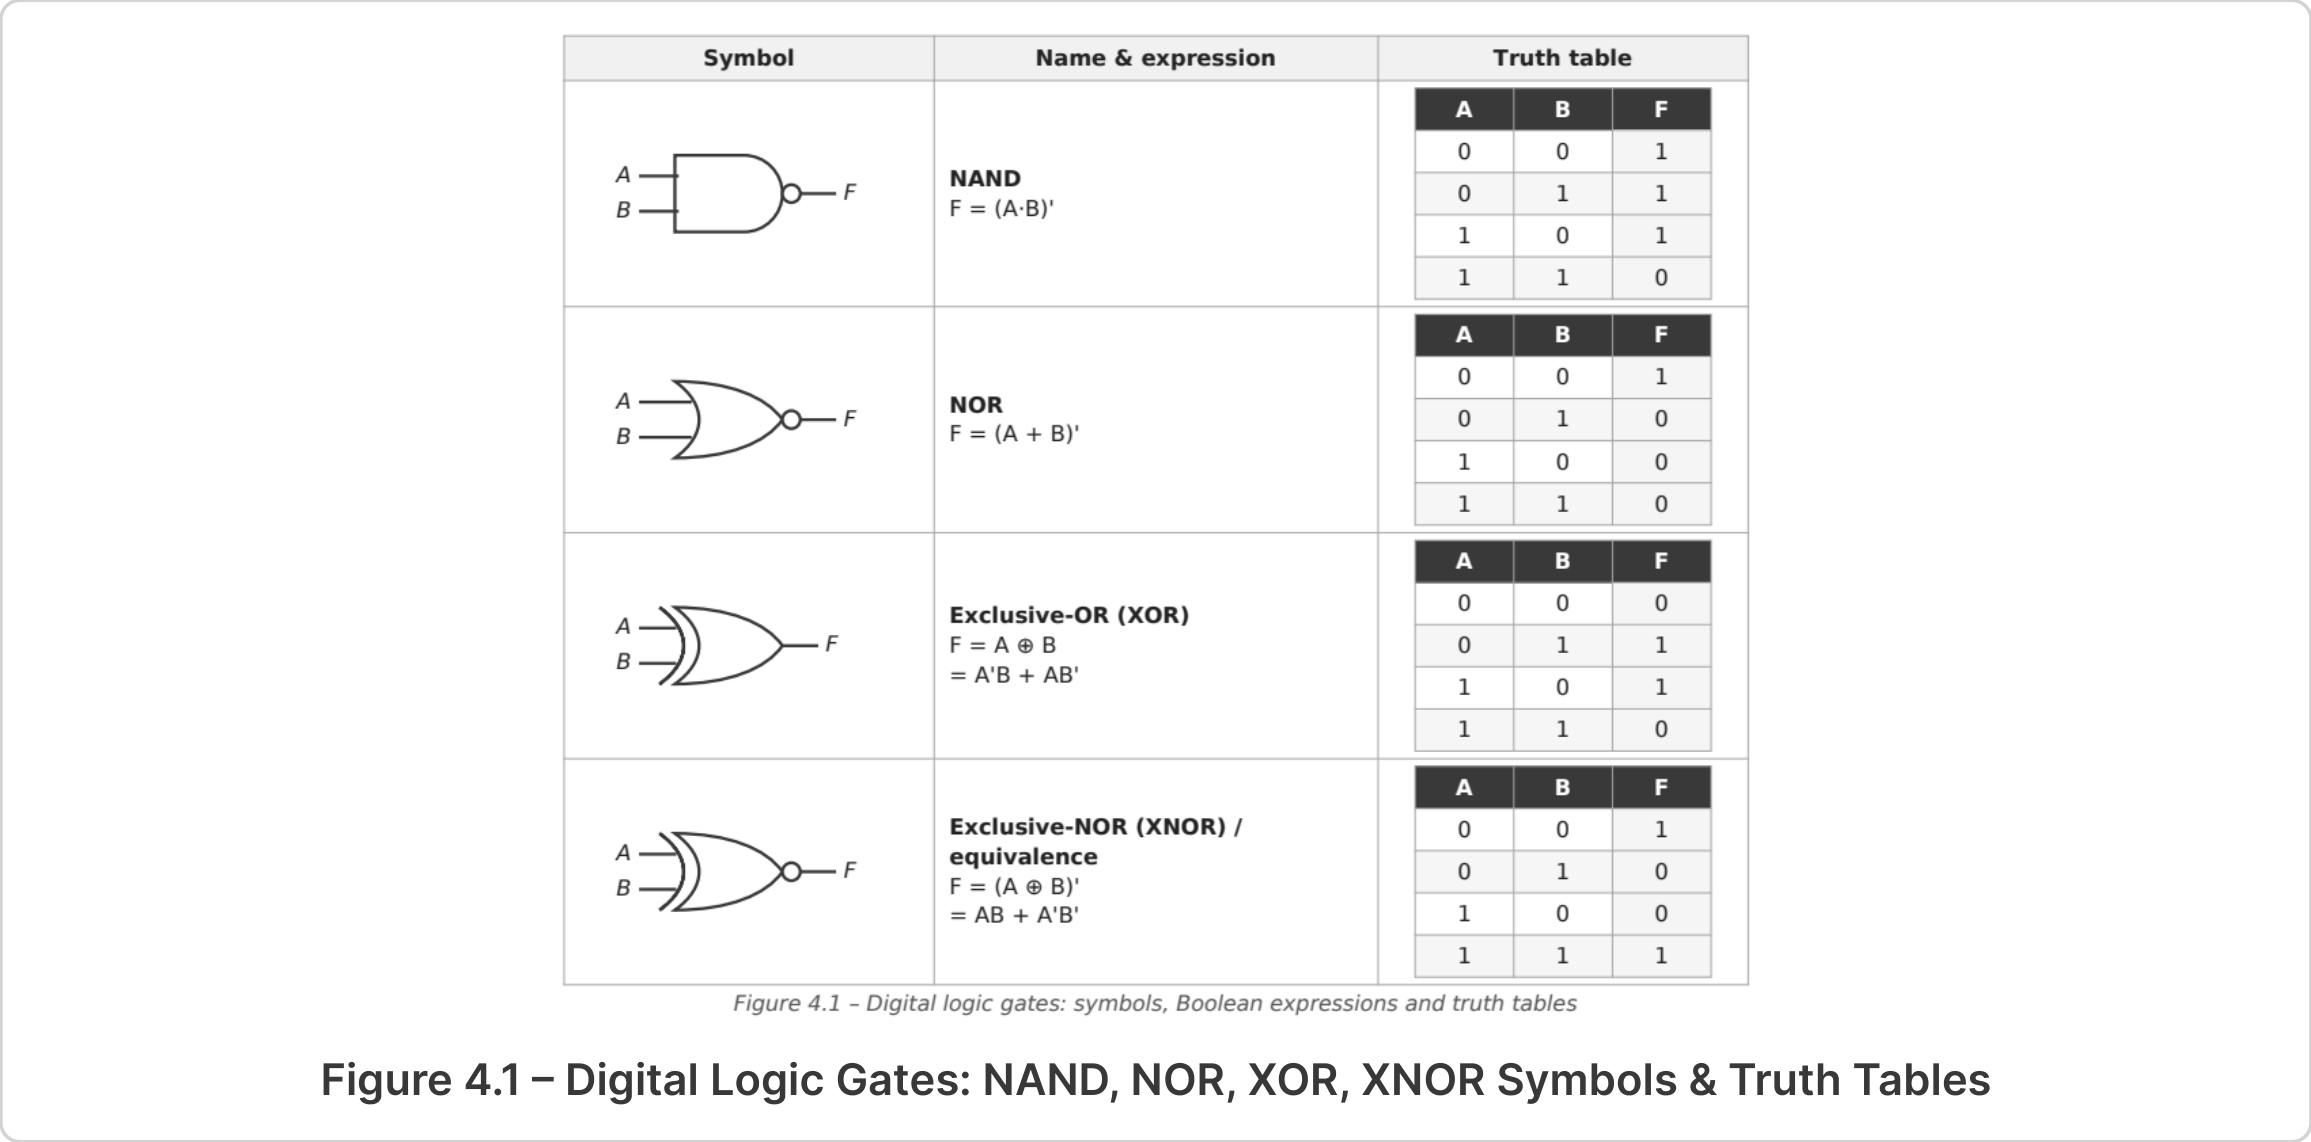 Symbol Name & expression Truth table
A B F
NAND
F = (A·B)'
A B F
0 0 1
0 1 1
1 0 1
1 1 0
A B F
NOR
F = (A + B)'
A B F
0 0 1
0 1 0
1 0 0
1 1 0
A B F
Exclusive-OR (XOR)
F = A ⊕ B
= A'B + AB'
A B F
0 0 0
0 1 1
1 0 1
1 1 0
A B F
Exclusive-NOR (XNOR) /
equivalence
F = (A ⊕ B)'
= AB + A'B'
A B F
0 0 1
0 1 0
1 0 0
1 1 1
Figure 4.1 – Digital logic gates: symbols, Boolean expressions and truth tables
Figure 4.1 – Digital Logic Gates: NAND, NOR, XOR, XNOR Symbols & Truth Tables